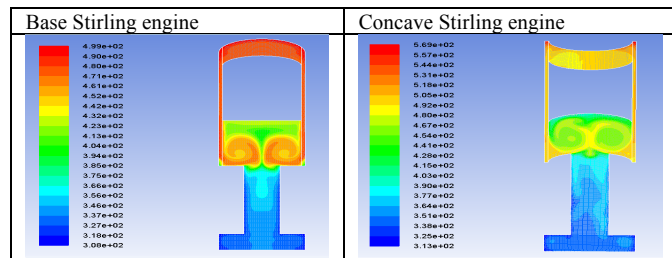 Base Stirling engine
Concave Stirling engine
4.99e+02
4.90e+02
4.80e+02
4.71e+02
4.61e+02
4.52e+02
4.42e+02
4.32e+02
4.23e+02
4.13e+02
4.04e+02
3.94e+02
3.85e+02
3.75e+02
3.66e+02
3.56e+02
3.46e+02
3.37e+02
3.27e+02
3.18e+02
3.08e+02
5.69e+02
5.57e+02
5.44e+02
5.31e+02
5.18e+02
5.05e+02
4.92e+02
4.80e+02
4.67e+02
4.54e+02
4.41e+02
4.28e+02
4.15e+02
4.03e+02
3.90e+02
3.77e+02
3.64e+02
3.51e+02
3.38e+02
3.25e+02
3.13e+02